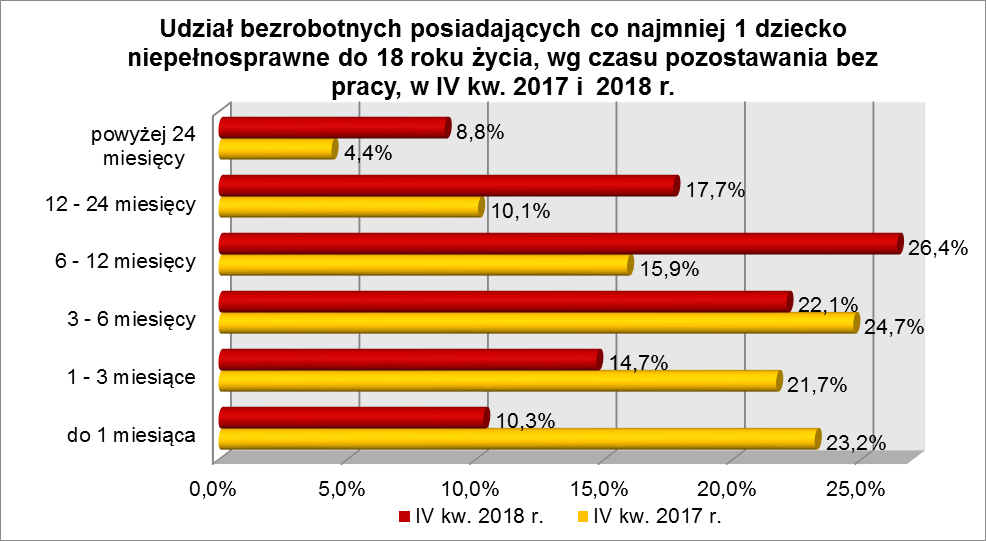 Udział bezrobotnych posiadających co najmniej 1 dziecko
niepełnosprawne do 18 roku życia, wg czasu pozostawania bez
pracy, w IV kw. 2017 i 2018 r.
powyżej 24
miesięcy
8,8%
4,4%
12 - 24 miesięcy
17,7%
10,1%
6 - 12 miesięcy
26,4%
15,9%
3 - 6 miesięcy
22,1%
24,7%
1 - 3 miesiące
14,7%
21,7%
do 1 miesiąca
10,3%
23,2%
0,0% 5,0% 10,0% 15,0% 20,0% 25,0%
IV kw. 2018 r. IV kw. 2017 r.